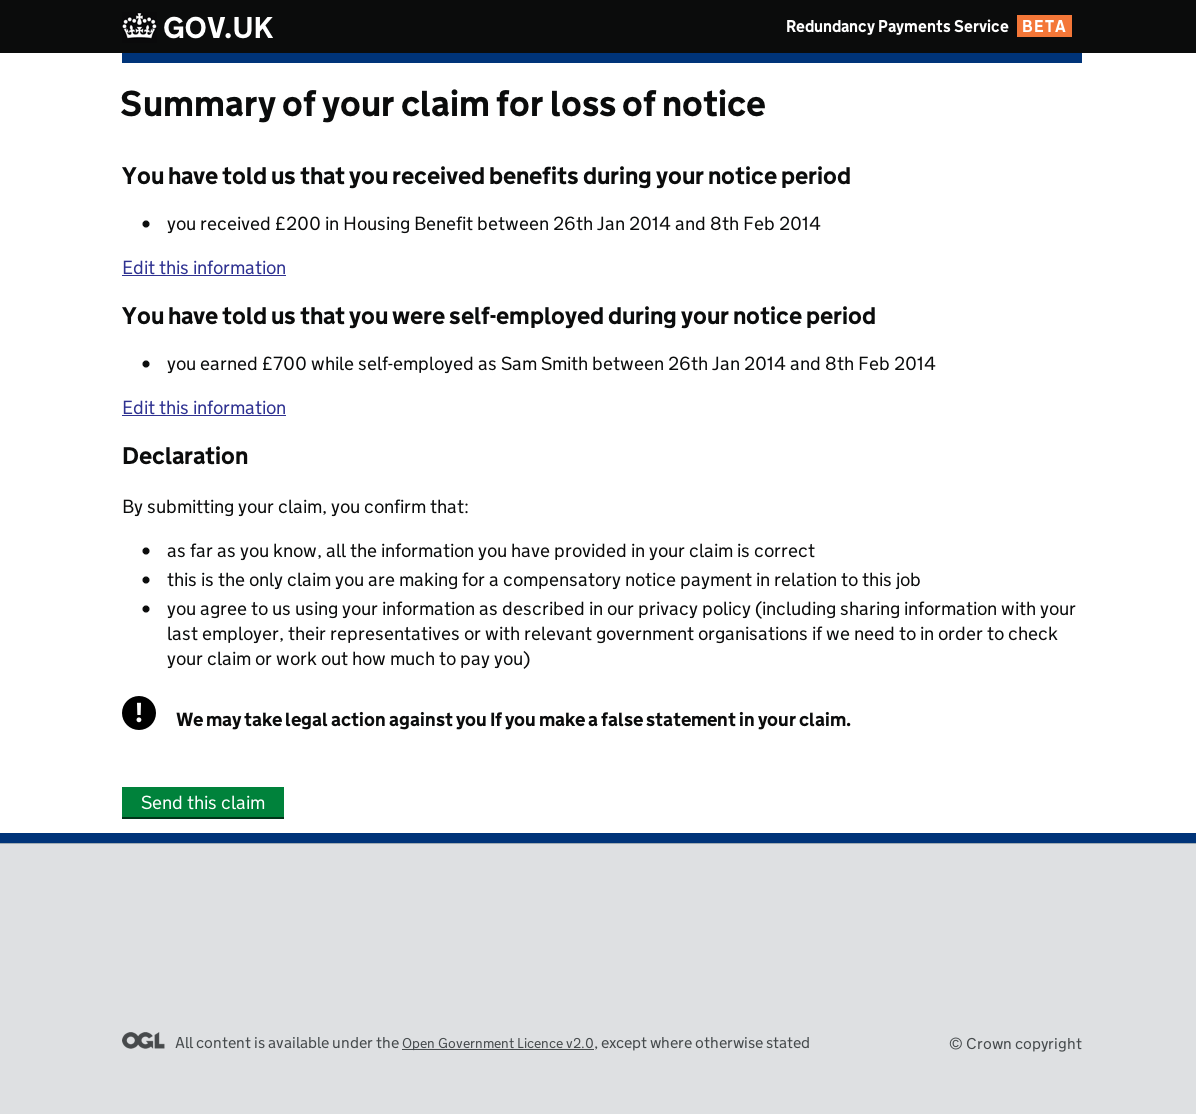 GOV.UK
Redundancy Payments Service BETA
Summary of your claim for loss of notice
You have told us that you received benefits during your notice period
• you received £200 in Housing Benefit between 26th Jan 2014 and 8th Feb 2014
Edit this information
You have told us that you were self-employed during your notice period
• you earned £700 while self-employed as Sam Smith between 26th Jan 2014 and 8th Feb 2014
Edit this information
Declaration
By submitting your claim, you confirm that:
• as far as you know, all the information you have provided in your claim is correct
• this is the only claim you are making for a compensatory notice payment in relation to this job
• you agree to us using your information as described in our privacy policy (including sharing information with your
last employer, their representatives or with relevant government organisations if we need to in order to check
your claim or work out how much to pay you)
! We may take legal action against you If you make a false statement in your claim.
Send this claim
OGL All content is available under the Open Government Licence v2.0, except where otherwise stated
© Crown copyright